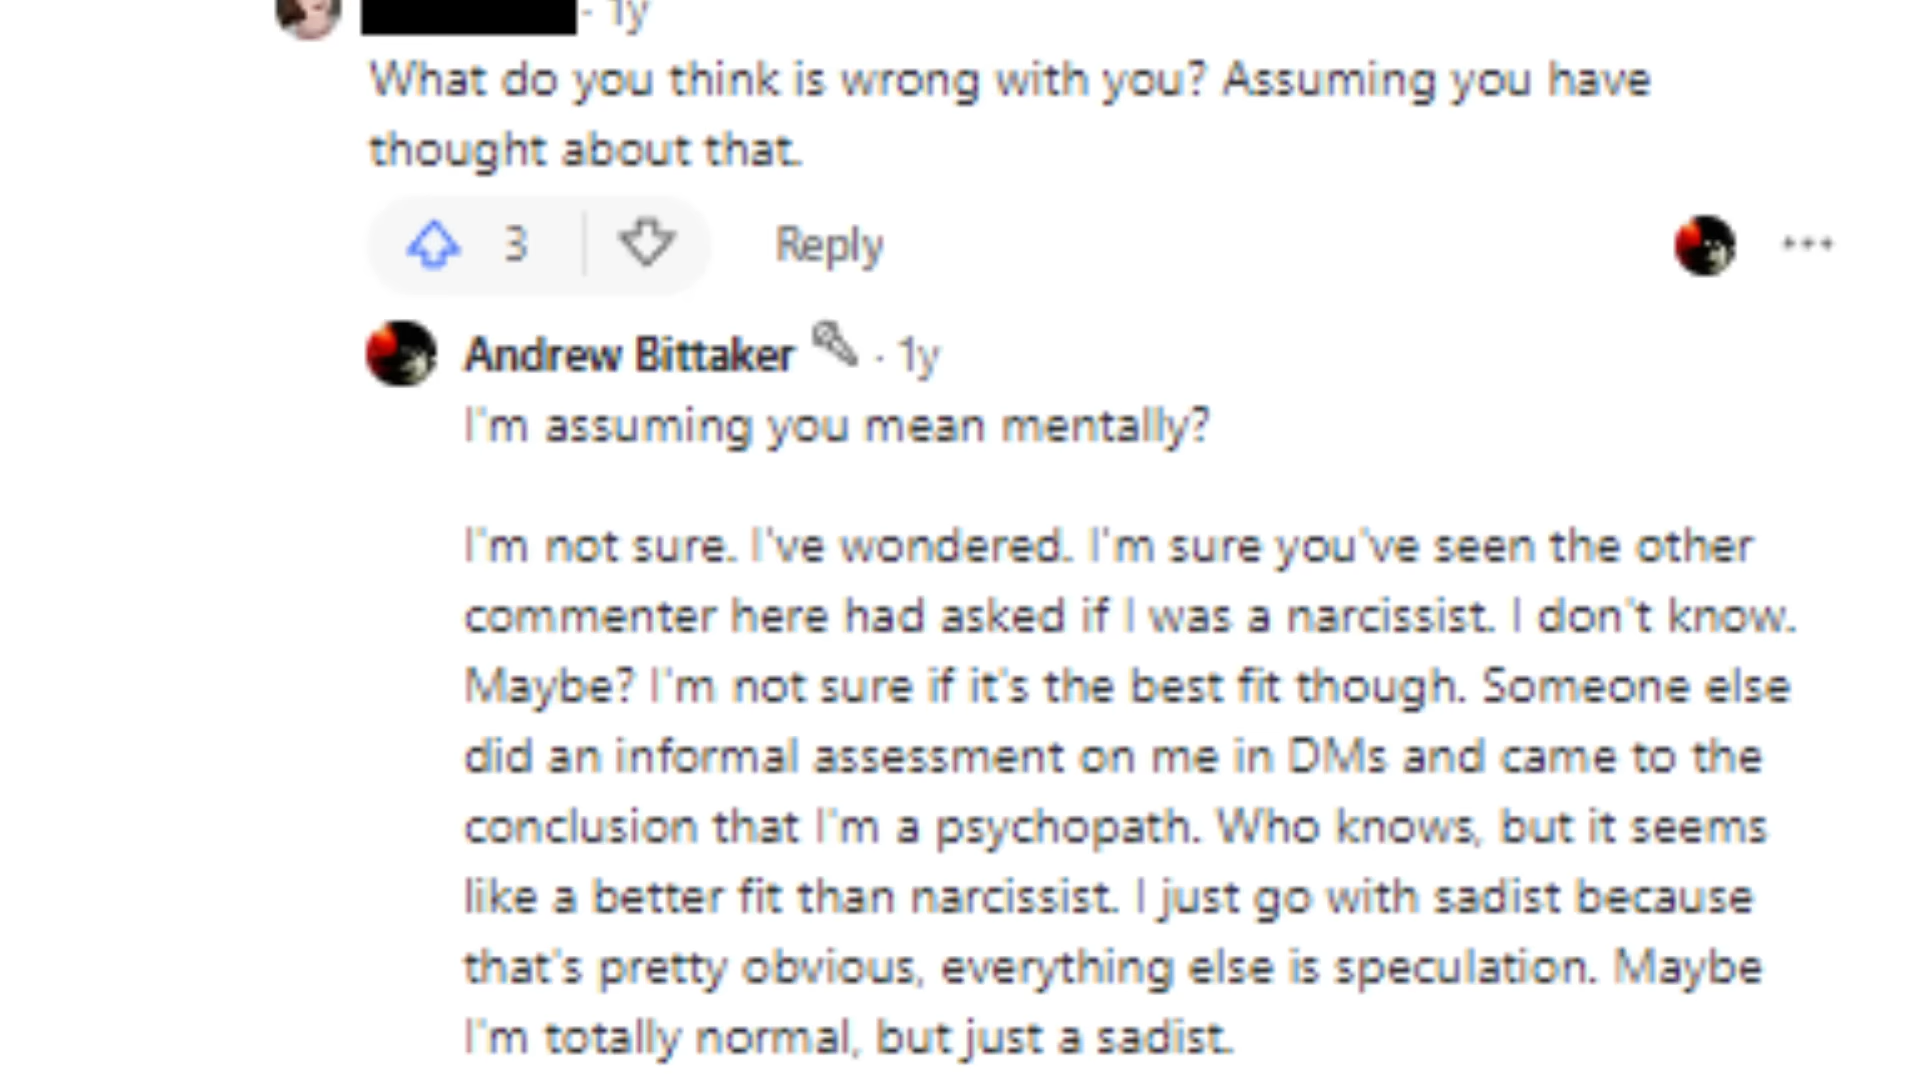 · 1y
What do you think is wrong with you? Assuming you have
thought about that.
3 Reply
Andrew Bittaker · 1y
I'm assuming you mean mentally?
I'm not sure. I've wondered. I'm sure you've seen the other
commenter here had asked if I was a narcissist. I don't know.
Maybe? I'm not sure if it's the best fit though. Someone else
did an informal assessment on me in DMs and came to the
conclusion that I'm a psychopath. Who knows, but it seems
like a better fit than narcissist. I just go with sadist because
that's pretty obvious, everything else is speculation. Maybe
I'm totally normal, but just a sadist.